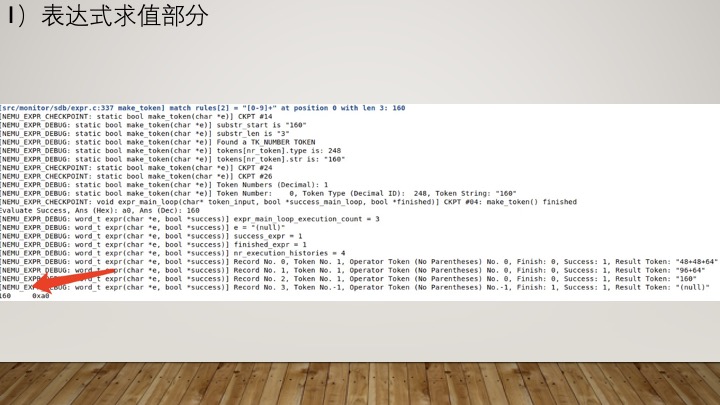 I）表达式求值部分
[src/monitor/sdb/expr.c:337 make_token] match rules[2] = "[0-9]+" at position 0 with len 3: 160
[NEMU_EXPR_CHECKPOINT: static bool make_token(char *e)] CKPT #14
[NEMU_EXPR_DEBUG: static bool make_token(char *e)] substr_start is "160"
[NEMU_EXPR_DEBUG: static bool make_token(char *e)] substr_len is "3"
[NEMU_EXPR_DEBUG: static bool make_token(char *e)] Found a TK_NUMBER TOKEN
[NEMU_EXPR_DEBUG: static bool make_token(char *e)] tokens[nr_token].type is: 248
[NEMU_EXPR_DEBUG: static bool make_token(char *e)] tokens[nr_token].str is: "160"
[NEMU_EXPR_CHECKPOINT: static bool make_token(char *e)] CKPT #24
[NEMU_EXPR_CHECKPOINT: static bool make_token(char *e)] CKPT #26
[NEMU_EXPR_DEBUG: static bool make_token(char *e)] Token Numbers (Decimal): 1
[NEMU_EXPR_DEBUG: static bool make_token(char *e)] Token Number:    0, Token Type (Decimal ID):  248, Token String: "160"
[NEMU_EXPR_CHECKPOINT: void expr_main_loop(char* token_input, bool *success_main_loop, bool *finished)] CKPT #04: make_token() finished
Evaluate Success, Ans (Hex): a0, Ans (Dec): 160
[NEMU_EXPR_DEBUG: word_t expr(char *e, bool *success)] expr_main_loop_execution_count = 3
[NEMU_EXPR_DEBUG: word_t expr(char *e, bool *success)] e = "(null)"
[NEMU_EXPR_DEBUG: word_t expr(char *e, bool *success)] success_expr = 1
[NEMU_EXPR_DEBUG: word_t expr(char *e, bool *success)] finished_expr = 1
[NEMU_EXPR_DEBUG: word_t expr(char *e, bool *success)] nr_execution_histories = 4
[NEMU_EXPR_DEBUG: word_t expr(char *e, bool *success)] Record No. 0, Token No. 1, Operator Token (No Parentheses) No. 0, Finish: 0, Success: 1, Result Token: "48+48+64"
[NEMU_EXPR_DEBUG: word_t expr(char *e, bool *success)] Record No. 1, Token No. 1, Operator Token (No Parentheses) No. 0, Finish: 0, Success: 1, Result Token: "96+64"
[NEMU_EXPR_DEBUG: word_t expr(char *e, bool *success)] Record No. 2, Token No. 1, Operator Token (No Parentheses) No. 0, Finish: 0, Success: 1, Result Token: "160"
[NEMU_EXPR_DEBUG: word_t expr(char *e, bool *success)] Record No. 3, Token No.-1, Operator Token (No Parentheses) No.-1, Finish: 1, Success: 1, Result Token: "(null)"
160     0xa0